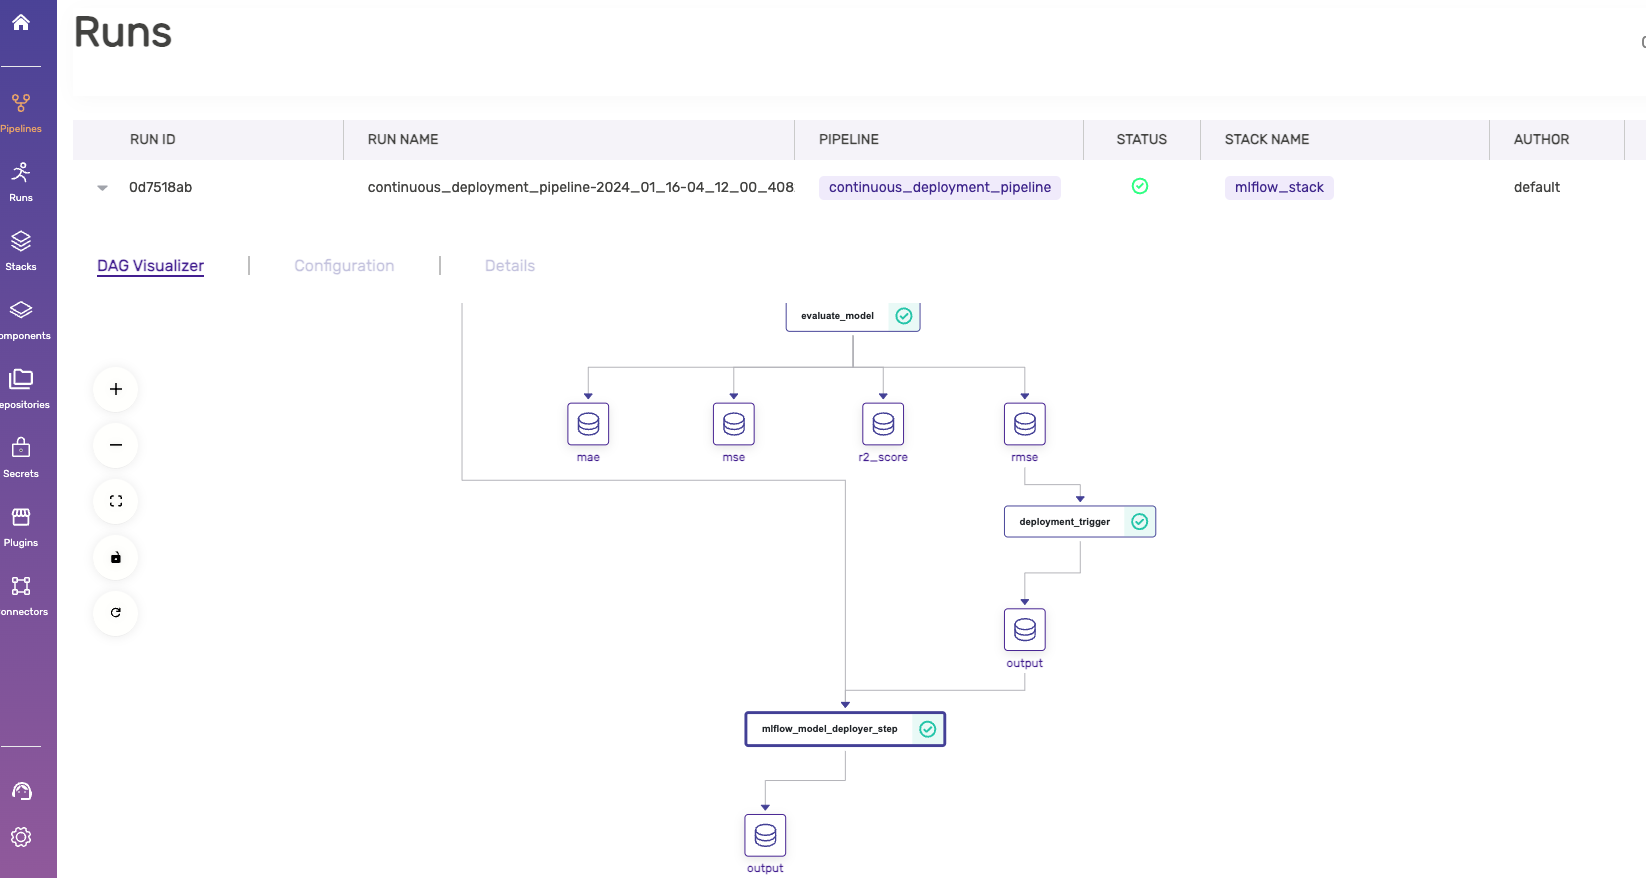 Runs
Pipelines
Runs
Stacks
omponents
epositories
Secrets
Plugins
onnectors
RUN ID RUN NAME PIPELINE STATUS STACK NAME AUTHOR
0d7518ab continuous_deployment_pipeline-2024_01_16-04_12_00_408 continuous_deployment_pipeline mlflow_stack default
DAG Visualizer Configuration Details
evaluate_model
mae mse r2_score rmse
deployment_trigger
output
mlflow_model_deployer_step
output